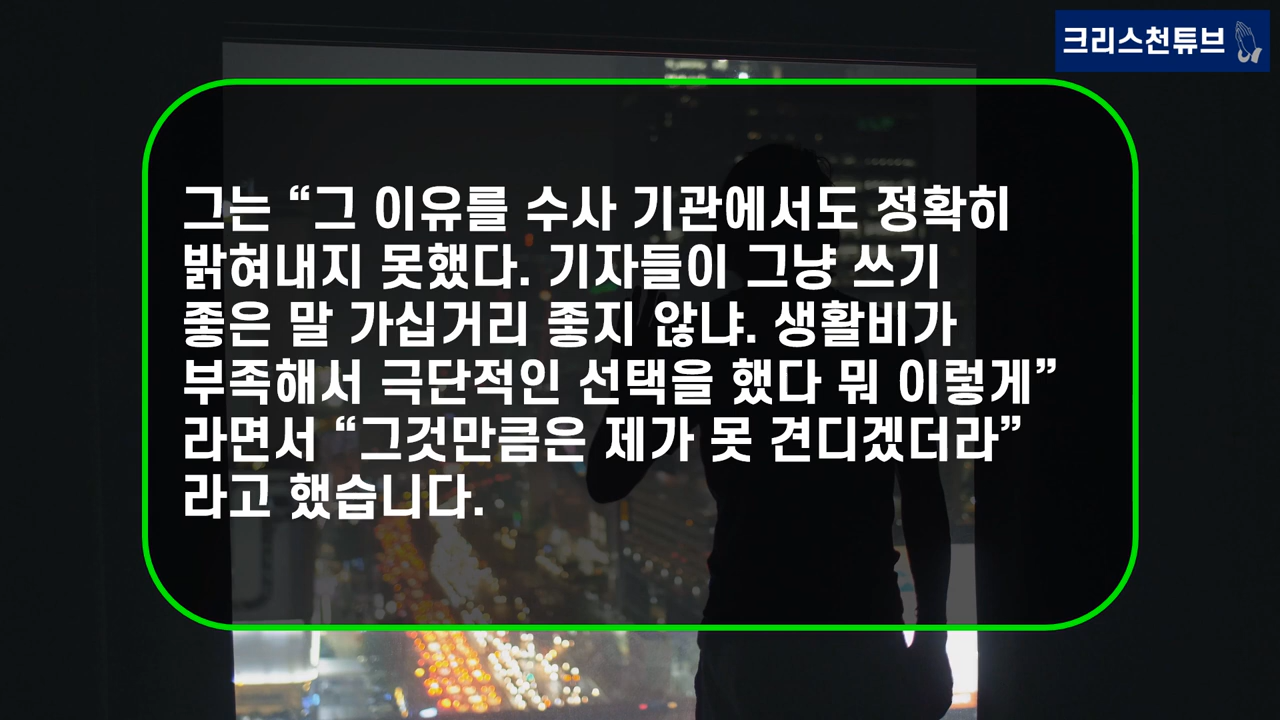 크리스천튜브
그는 “그 이유를 수사 기관에서도 정확히
밝혀내지 못했다. 기자들이 그냥 쓰기
좋은 말 가십거리 좋지 않냐. 생활비가
부족해서 극단적인 선택을 했다 뭐 이렇게”
라면서 “그것만큼은 제가 못 견디겠더라”
라고 했습니다.